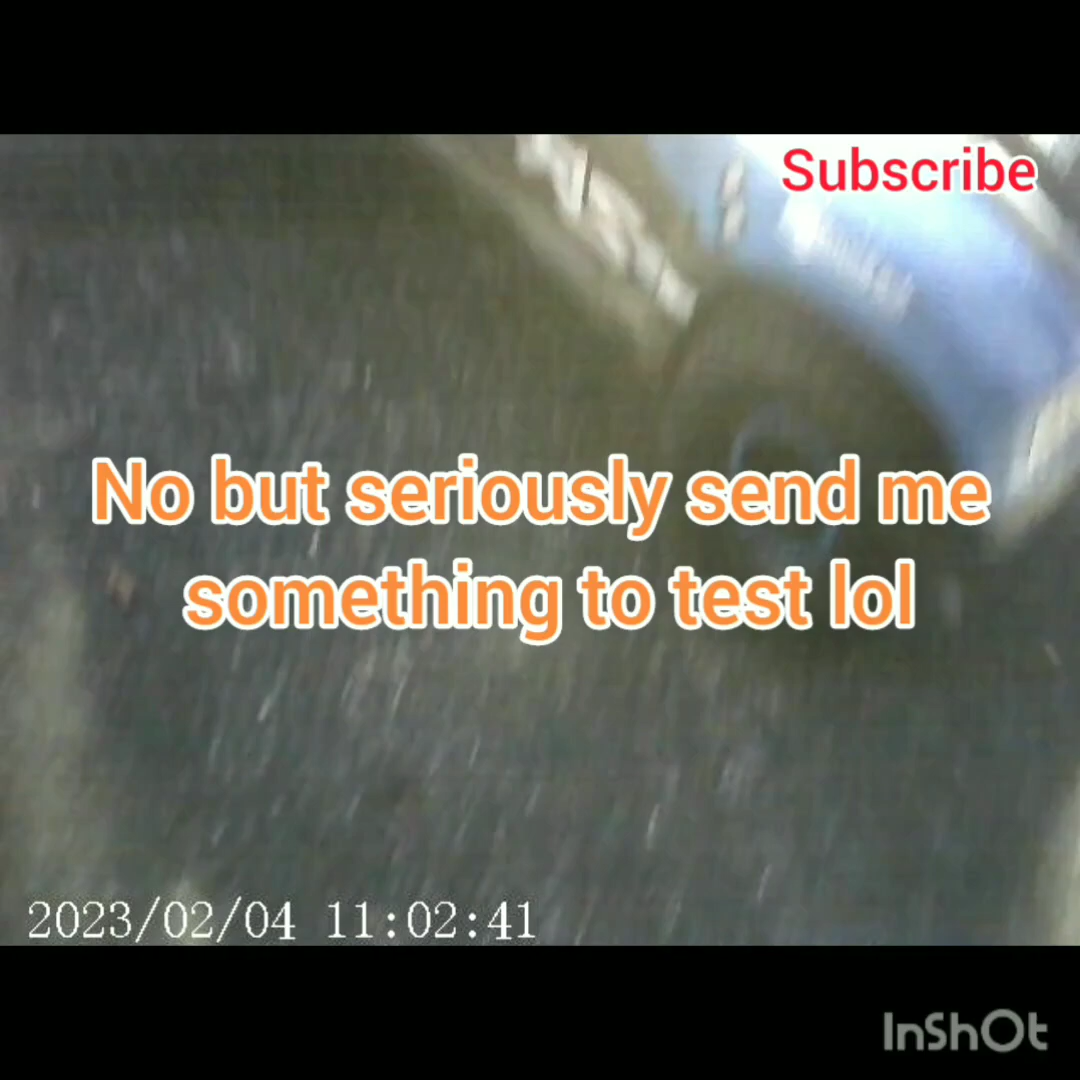 Subscribe
No but seriously send me
something to test lol
2023/02/04 11:02:41
InShOt